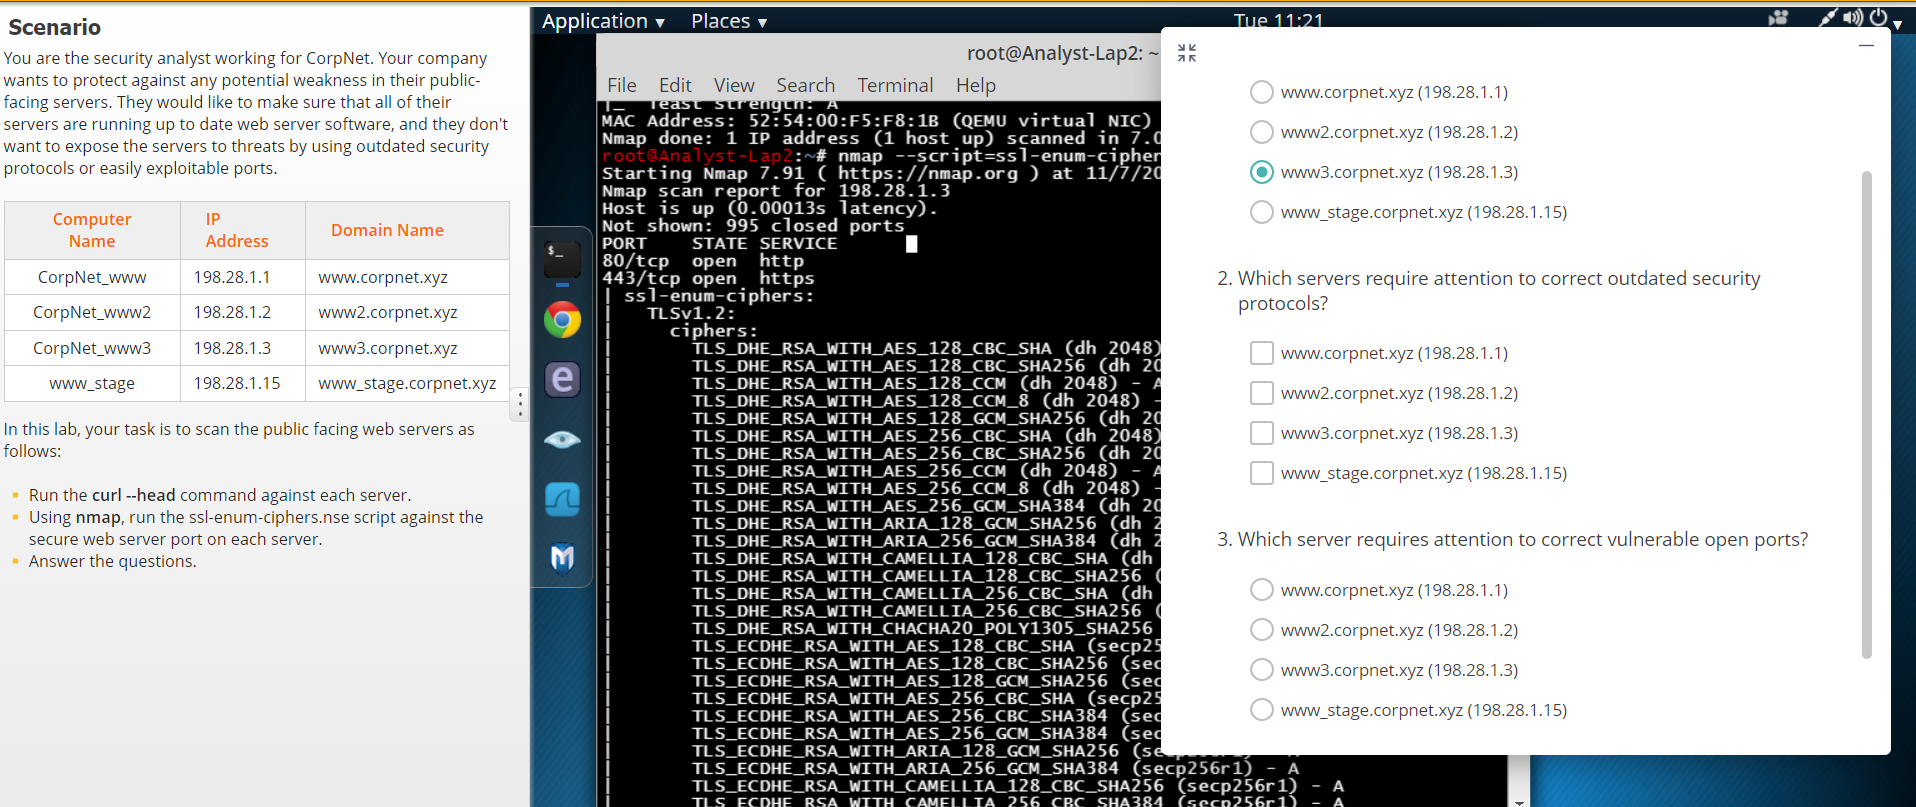 Scenario
You are the security analyst working for CorpNet. Your company
wants to protect against any potential weakness in their public-
facing servers. They would like to make sure that all of their
servers are running up to date web server software, and they don't
want to expose the servers to threats by using outdated security
protocols or easily exploitable ports.
Computer Name IP Address Domain Name
CorpNet_www 198.28.1.1 www.corpnet.xyz
CorpNet_www2 198.28.1.2 www2.corpnet.xyz
CorpNet_www3 198.28.1.3 www3.corpnet.xyz
www_stage 198.28.1.15 www_stage.corpnet.xyz
In this lab, your task is to scan the public facing web servers as
follows:
Run the curl --head command against each server.
Using nmap, run the ssl-enum-ciphers.nse script against the
secure web server port on each server.
Answer the questions.
Application Places Tue 11:21
root@Analyst-Lap2: ~
File Edit View Search Terminal Help
|_ least strength: A
MAC Address: 52:54:00:F5:F8:1B (QEMU virtual NIC)
Nmap done: 1 IP address (1 host up) scanned in 7.0
root@Analyst-Lap2:~# nmap --script=ssl-enum-cipher
Starting Nmap 7.91 ( https://nmap.org ) at 11/7/20
Nmap scan report for 198.28.1.3
Host is up (0.00013s latency).
Not shown: 995 closed ports
PORT STATE SERVICE
80/tcp open http
443/tcp open https
| ssl-enum-ciphers:
| TLSv1.2:
| ciphers:
| TLS_DHE_RSA_WITH_AES_128_CBC_SHA (dh 2048)
| TLS_DHE_RSA_WITH_AES_128_CBC_SHA256 (dh 20
| TLS_DHE_RSA_WITH_AES_128_CCM (dh 2048) - A
| TLS_DHE_RSA_WITH_AES_128_CCM_8 (dh 2048) -
| TLS_DHE_RSA_WITH_AES_128_GCM_SHA256 (dh 20
| TLS_DHE_RSA_WITH_AES_256_CBC_SHA (dh 2048)
| TLS_DHE_RSA_WITH_AES_256_CBC_SHA256 (dh 20
| TLS_DHE_RSA_WITH_AES_256_CCM (dh 2048) - A
| TLS_DHE_RSA_WITH_AES_256_CCM_8 (dh 2048) -
| TLS_DHE_RSA_WITH_AES_256_GCM_SHA384 (dh 20
| TLS_DHE_RSA_WITH_ARIA_128_GCM_SHA256 (dh 2
| TLS_DHE_RSA_WITH_ARIA_256_GCM_SHA384 (dh 2
| TLS_DHE_RSA_WITH_CAMELLIA_128_CBC_SHA (dh
| TLS_DHE_RSA_WITH_CAMELLIA_128_CBC_SHA256 (
| TLS_DHE_RSA_WITH_CAMELLIA_256_CBC_SHA (dh
| TLS_DHE_RSA_WITH_CAMELLIA_256_CBC_SHA256 (
| TLS_DHE_RSA_WITH_CHACHA20_POLY1305_SHA256
| TLS_ECDHE_RSA_WITH_AES_128_CBC_SHA (secp25
| TLS_ECDHE_RSA_WITH_AES_128_CBC_SHA256 (sec
| TLS_ECDHE_RSA_WITH_AES_128_GCM_SHA256 (sec
| TLS_ECDHE_RSA_WITH_AES_256_CBC_SHA (secp25
| TLS_ECDHE_RSA_WITH_AES_256_CBC_SHA384 (sec
| TLS_ECDHE_RSA_WITH_AES_256_GCM_SHA384 (sec
| TLS_ECDHE_RSA_WITH_ARIA_128_GCM_SHA256 (se
| TLS_ECDHE_RSA_WITH_ARIA_256_GCM_SHA384 (secp256r1) - A
| TLS_ECDHE_RSA_WITH_CAMELLIA_128_CBC_SHA256 (secp256r1) - A
| TLS_ECDHE_RSA_WITH_CAMELLIA_256_CBC_SHA384 (secp256r1) - A
www.corpnet.xyz (198.28.1.1)
www2.corpnet.xyz (198.28.1.2)
www3.corpnet.xyz (198.28.1.3)
www_stage.corpnet.xyz (198.28.1.15)
2. Which servers require attention to correct outdated security
protocols?
www.corpnet.xyz (198.28.1.1)
www2.corpnet.xyz (198.28.1.2)
www3.corpnet.xyz (198.28.1.3)
www_stage.corpnet.xyz (198.28.1.15)
3. Which server requires attention to correct vulnerable open ports?
www.corpnet.xyz (198.28.1.1)
www2.corpnet.xyz (198.28.1.2)
www3.corpnet.xyz (198.28.1.3)
www_stage.corpnet.xyz (198.28.1.15)